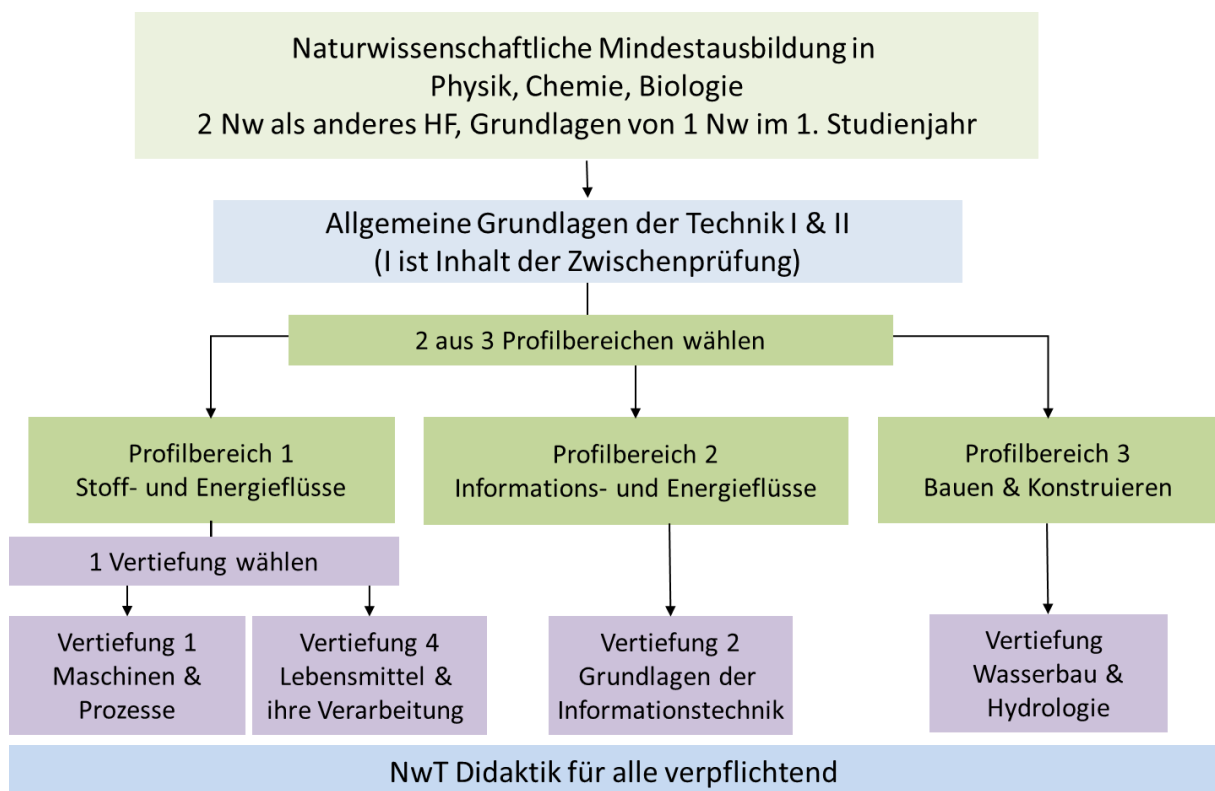 Naturwissenschaftliche Mindestausbildung in
Physik, Chemie, Biologie
2 Nw als anderes HF, Grundlagen von 1 Nw im 1. Studienjahr
Allgemeine Grundlagen der Technik I & II
(I ist Inhalt der Zwischenprüfung)
2 aus 3 Profilbereichen wählen
Profilbereich 1
Stoff- und Energieflüsse
Profilbereich 2
Informations- und Energieflüsse
Profilbereich 3
Bauen & Konstruieren
1 Vertiefung wählen
Vertiefung 1
Maschinen &
Prozesse
Vertiefung 4
Lebensmittel &
ihre Verarbeitung
Vertiefung 2
Grundlagen der
Informationstechnik
Vertiefung
Wasserbau &
Hydrologie
NwT Didaktik für alle verpflichtend